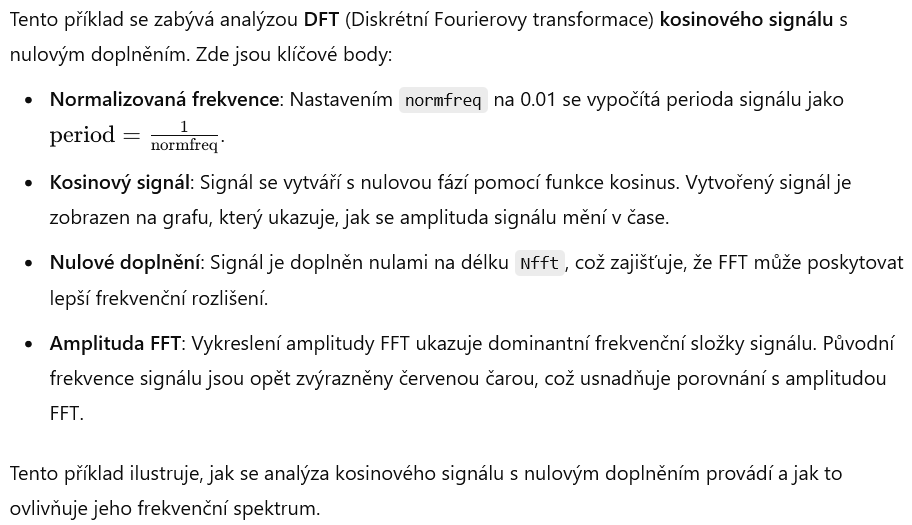 Tento příklad se zabývá analýzou DFT (Diskrétní Fourierovy transformace) kosinového signálu s
nulovým doplněním. Zde jsou klíčové body:
• Normalizovaná frekvence: Nastavením normfreq na 0.01 se vypočítá perioda signálu jako
period = 1/normfreq.
• Kosinový signál: Signál se vytváří s nulovou fází pomocí funkce kosinus. Vytvořený signál je
zobrazen na grafu, který ukazuje, jak se amplituda signálu mění v čase.
• Nulové doplnění: Signál je doplněn nulami na délku Nfft, což zajišťuje, že FFT může poskytovat
lepší frekvenční rozlišení.
• Amplituda FFT: Vykreslení amplitudy FFT ukazuje dominantní frekvenční složky signálu. Původní
frekvence signálu jsou opět zvýrazněny červenou čarou, což usnadňuje porovnání s amplitudou
FFT.
Tento příklad ilustruje, jak se analýza kosinového signálu s nulovým doplněním provádí a jak to
ovlivňuje jeho frekvenční spektrum.